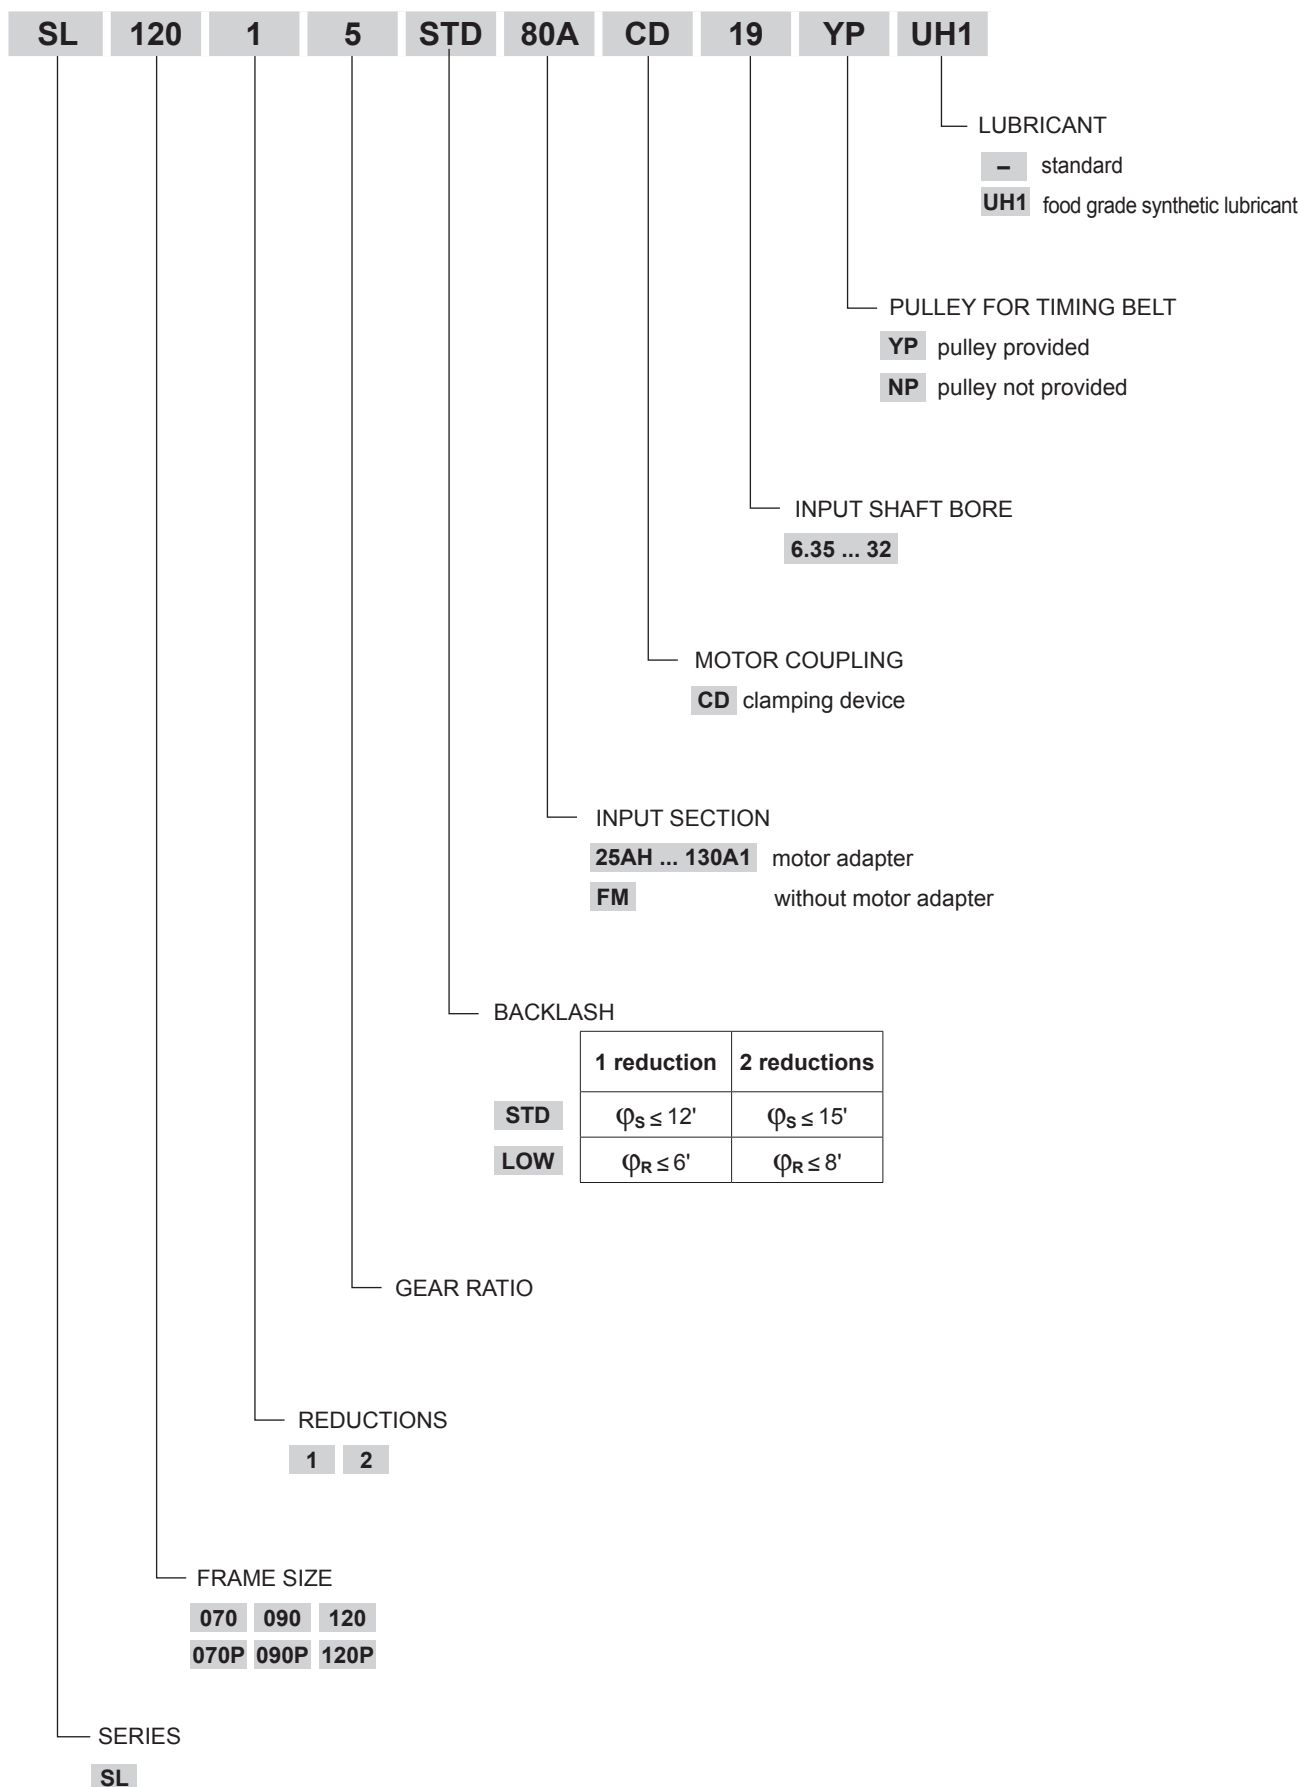 SL 120 1 5 STD 80A CD 19 YP UH1
LUBRICANT
– standard
UH1 food grade synthetic lubricant
PULLEY FOR TIMING BELT
YP pulley provided
NP pulley not provided
INPUT SHAFT BORE
6.35 ... 32
MOTOR COUPLING
CD clamping device
INPUT SECTION
25AH ... 130A1 motor adapter
FM without motor adapter
BACKLASH
1 reduction 2 reductions
STD φS ≤ 12' φS ≤ 15'
LOW φR ≤ 6' φR ≤ 8'
GEAR RATIO
REDUCTIONS
1 2
FRAME SIZE
070 090 120
070P 090P 120P
SERIES
SL